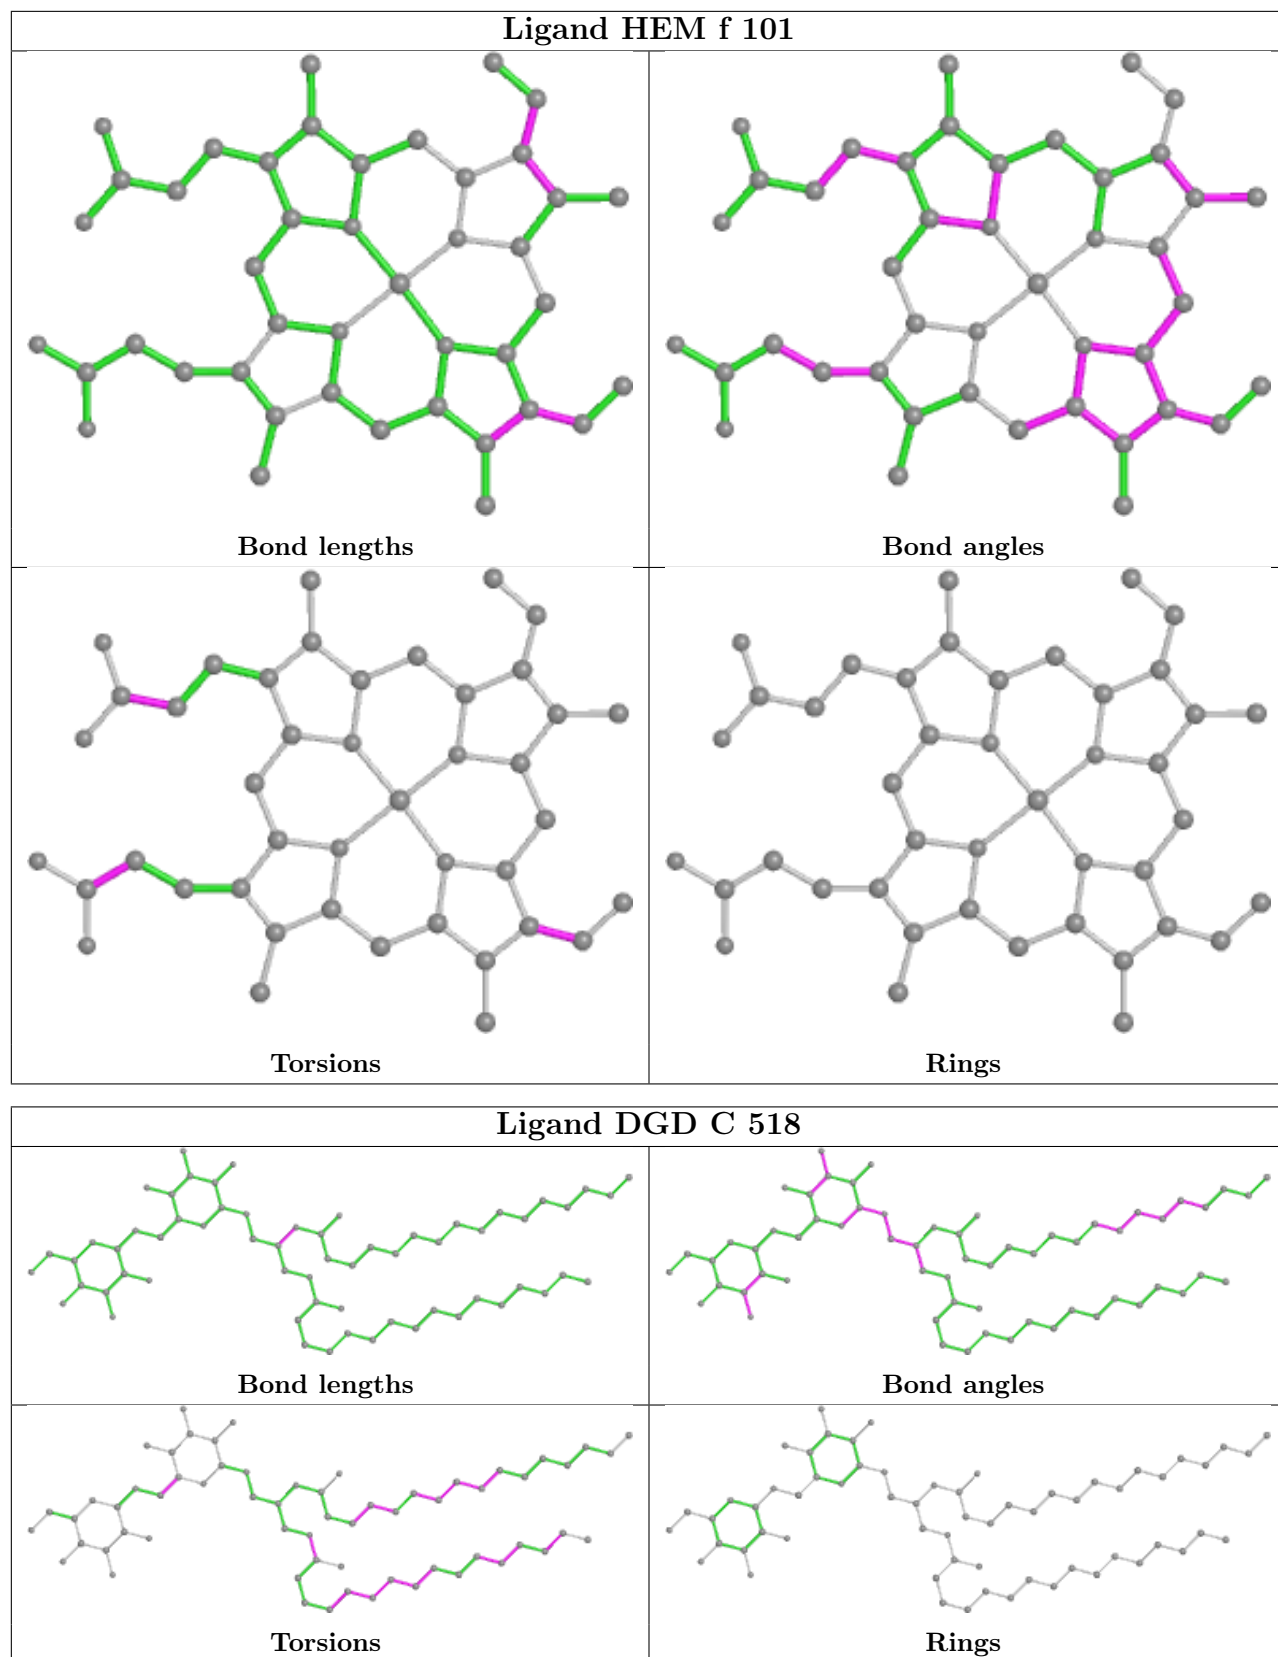 Ligand HEM f 101
Bond lengths
Bond angles
Torsions
Rings
Ligand DGD C 518
Bond lengths
Bond angles
Torsions
Rings